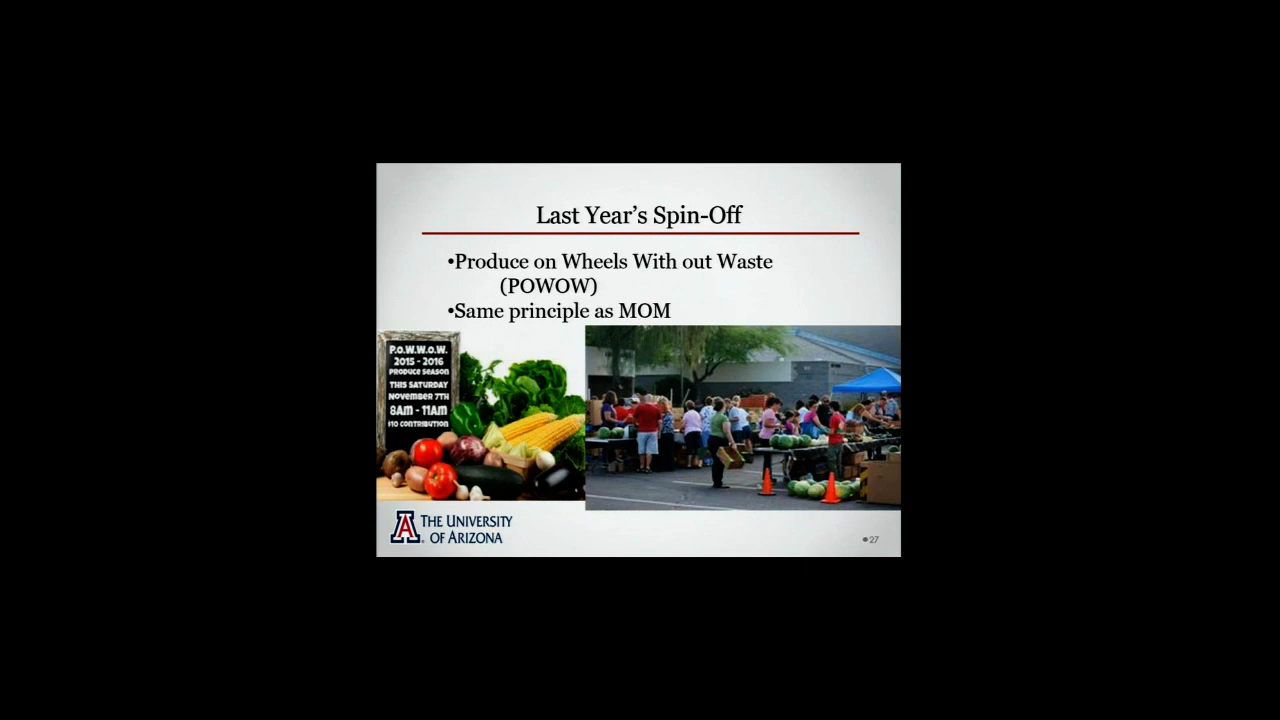 Last Year's Spin-Off
•Produce on Wheels With out Waste
(POWOW)
•Same principle as MOM
P.O.W.W.O.W.
2015 - 2016
PRODUCE SEASON
THIS SATURDAY
NOVEMBER 7TH
8AM - 11AM
$10 CONTRIBUTION
A
THE UNIVERSITY
OF ARIZONA
27